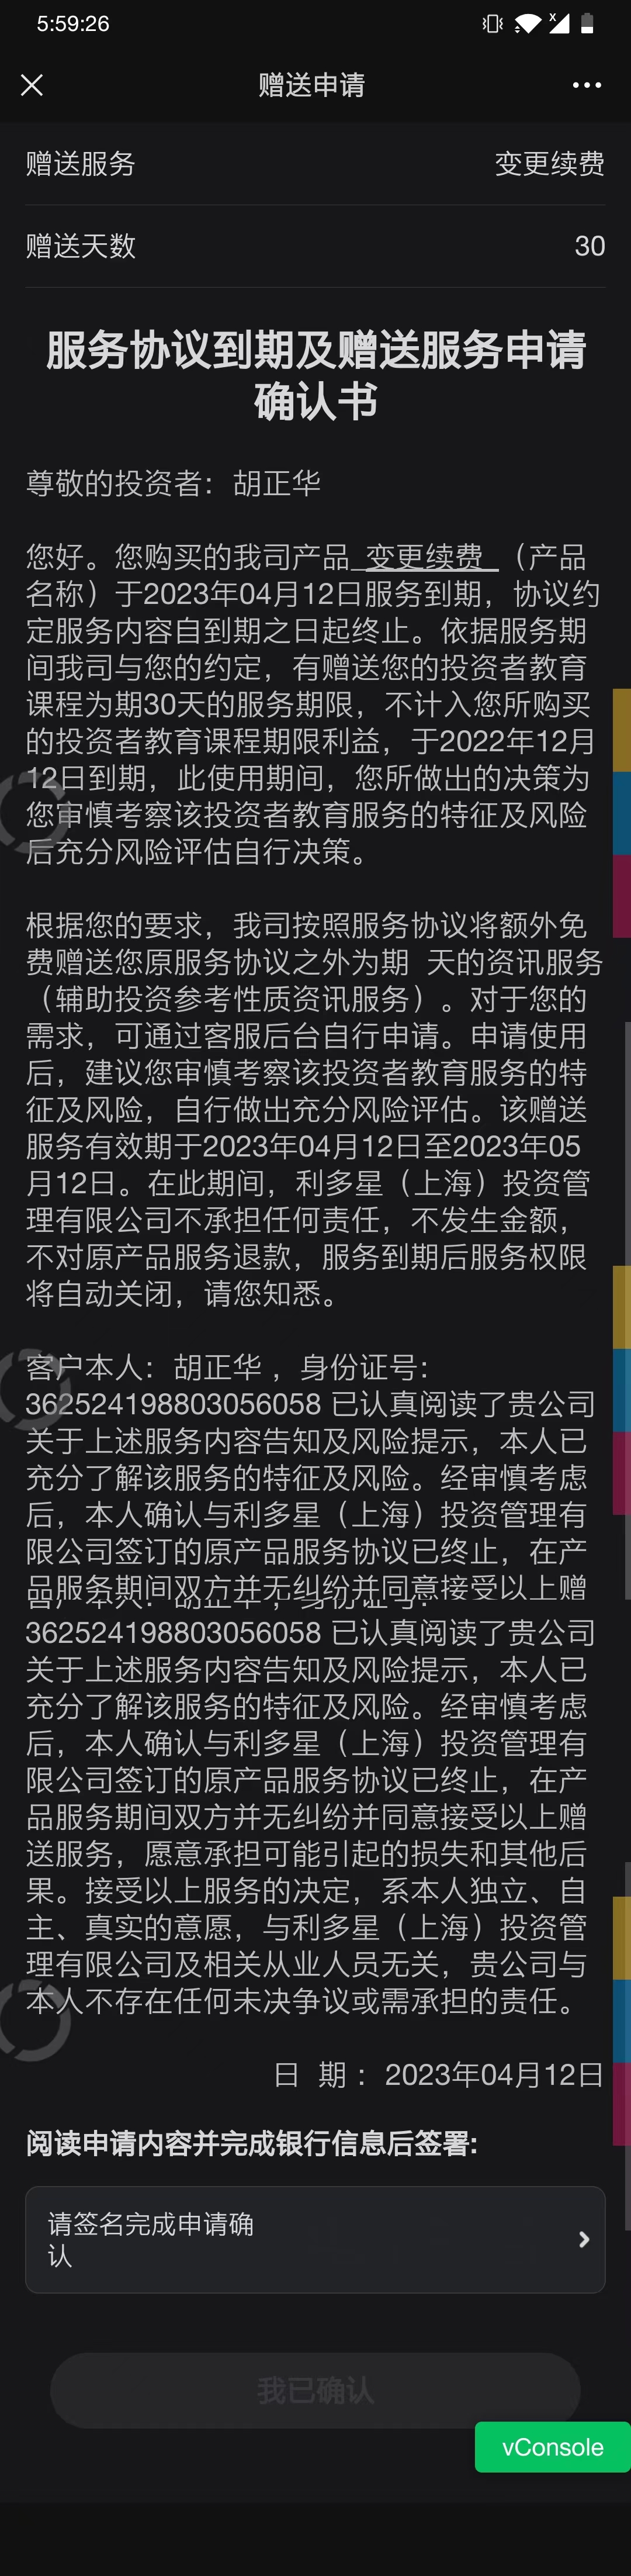 5:59:26
赠送申请
赠送服务 变更续费
赠送天数 30
服务协议到期及赠送服务申请
确认书
尊敬的投资者：胡正华
您好。您购买的我司产品_变更续费_（产品
名称）于2023年04月12日服务到期，协议约
定服务内容自到期之日起终止。依据服务期
间我司与您的约定，有赠送您的投资者教育
课程为期30天的服务期限，不计入您所购买
的投资者教育课程期限利益，于2022年12月
12日到期，此使用期间，您所做出的决策为
您审慎考察该投资者教育服务的特征及风险
后充分风险评估自行决策。
根据您的要求，我司按照服务协议将额外免
费赠送您原服务协议之外为期 天的资讯服务
（辅助投资参考性质资讯服务）。对于您的
需求，可通过客服后台自行申请。申请使用
后，建议您审慎考察该投资者教育服务的特
征及风险，自行做出充分风险评估。该赠送
服务有效期于2023年04月12日至2023年05
月12日。在此期间，利多星（上海）投资管
理有限公司不承担任何责任，不发生金额，
不对原产品服务退款，服务到期后服务权限
将自动关闭，请您知悉。
客户本人：胡正华 ，身份证号：
362524198803056058 已认真阅读了贵公司
关于上述服务内容告知及风险提示，本人已
充分了解该服务的特征及风险。经审慎考虑
后，本人确认与利多星（上海）投资管理有
限公司签订的原产品服务协议已终止，在产
品服务期间双方并无纠纷并同意接受以上赠
362524198803056058 已认真阅读了贵公司
关于上述服务内容告知及风险提示，本人已
充分了解该服务的特征及风险。经审慎考虑
后，本人确认与利多星（上海）投资管理有
限公司签订的原产品服务协议已终止，在产
品服务期间双方并无纠纷并同意接受以上赠
送服务，愿意承担可能引起的损失和其他后
果。接受以上服务的决定，系本人独立、自
主、真实的意愿，与利多星（上海）投资管
理有限公司及相关从业人员无关，贵公司与
本人不存在任何未决争议或需承担的责任。
日 期：2023年04月12日
阅读申请内容并完成银行信息后签署:
请签名完成申请确
认
我已确认
vConsole